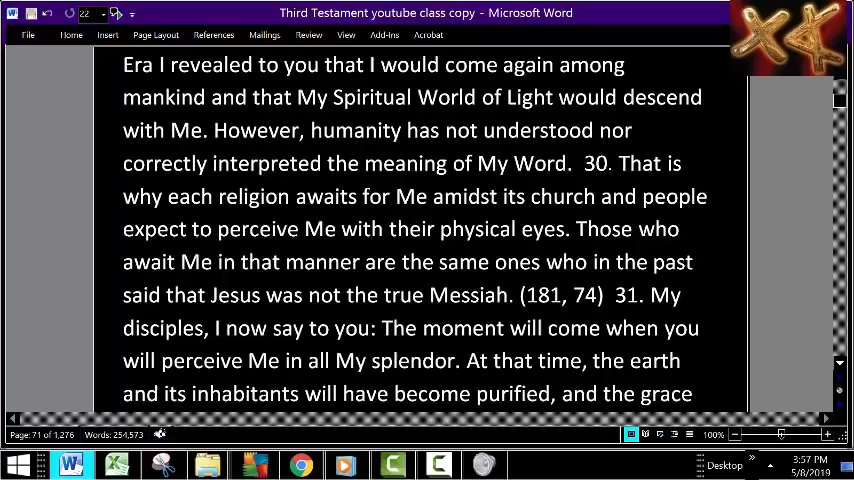 22
Third Testament youtube class copy - Microsoft Word
File Home Insert Page Layout References Mailings Review View Add-Ins Acrobat
Era I revealed to you that I would come again among
mankind and that My Spiritual World of Light would descend
with Me. However, humanity has not understood nor
correctly interpreted the meaning of My Word.  30. That is
why each religion awaits for Me amidst its church and people
expect to perceive Me with their physical eyes. Those who
await Me in that manner are the same ones who in the past
said that Jesus was not the true Messiah. (181, 74)  31. My
disciples, I now say to you: The moment will come when you
will perceive Me in all My splendor. At that time, the earth
and its inhabitants will have become purified, and the grace
Page: 71 of 1,276 Words: 254,573 100%
Desktop
3:57 PM
5/8/2019